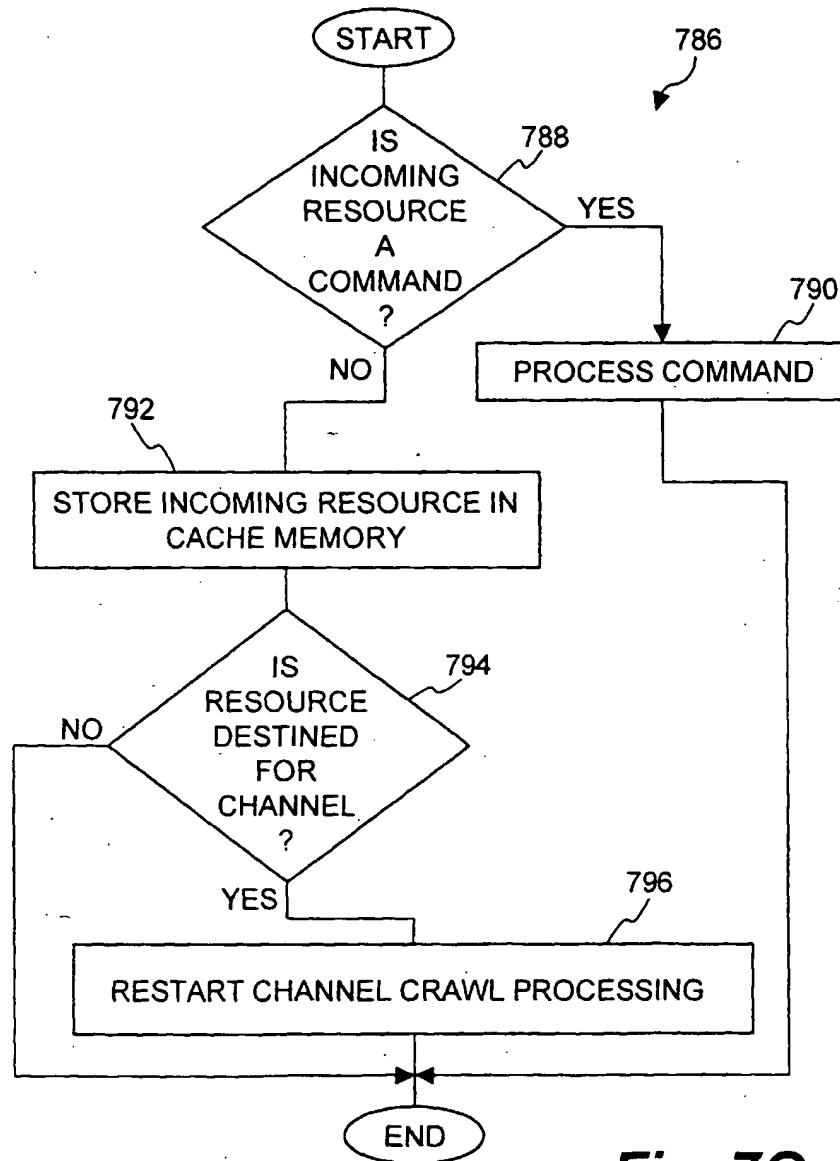 START
786
IS
INCOMING
RESOURCE
A
COMMAND
?
788
YES
790
NO
PROCESS COMMAND
792
STORE INCOMING RESOURCE IN
CACHE MEMORY
IS
RESOURCE
DESTINED
FOR
CHANNEL
?
794
NO
YES
796
RESTART CHANNEL CRAWL PROCESSING
END